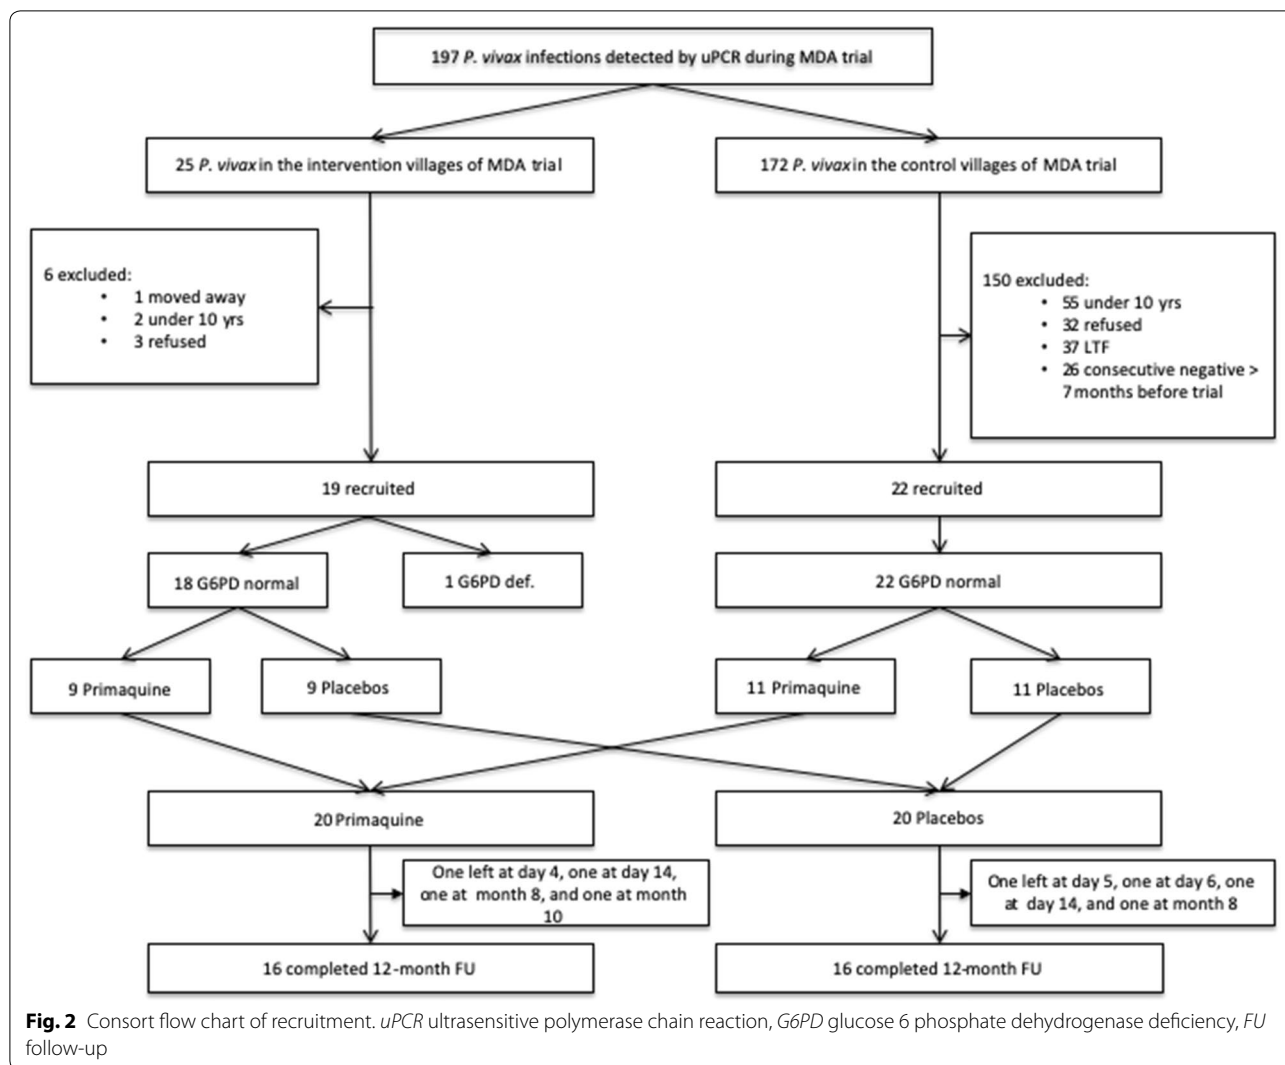 197 P. vivax infections detected by uPCR during MDA trial
25 P. vivax in the intervention villages of MDA trial
172 P. vivax in the control villages of MDA trial
6 excluded:
• 1 moved away
• 2 under 10 yrs
• 3 refused
150 excluded:
• 55 under 10 yrs
• 32 refused
• 37 LTF
• 26 consecutive negative >
7 months before trial
19 recruited
22 recruited
18 G6PD normal
1 G6PD def.
22 G6PD normal
9 Primaquine
9 Placebos
11 Primaquine
11 Placebos
20 Primaquine
20 Placebos
One left at day 4, one at day 14,
one at month 8, and one at month
10
One left at day 5, one at day 6, one
at day 14, and one at month 8
16 completed 12-month FU
16 completed 12-month FU
Fig. 2 Consort flow chart of recruitment. uPCR ultrasensitive polymerase chain reaction, G6PD glucose 6 phosphate dehydrogenase deficiency, FU
follow-up